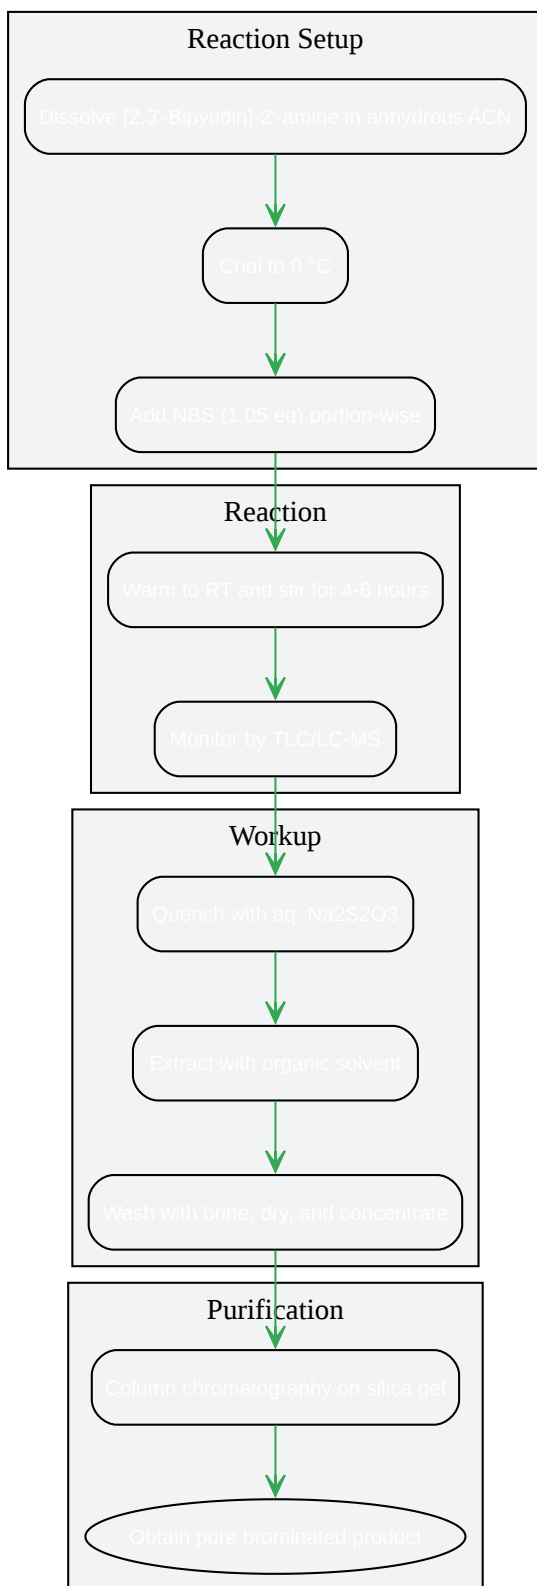 Reaction Setup
Dissolve [2,3'-Bipyridin]-2'-amine in anhydrous ACN
Cool to 0 °C
Add NBS (1.05 eq) portion-wise
Reaction
Warm to RT and stir for 4-6 hours
Monitor by TLC/LC-MS
Workup
Quench with aq. Na2S2O3
Extract with organic solvent
Wash with brine, dry, and concentrate
Purification
Column chromatography on silica gel
Obtain pure brominated product